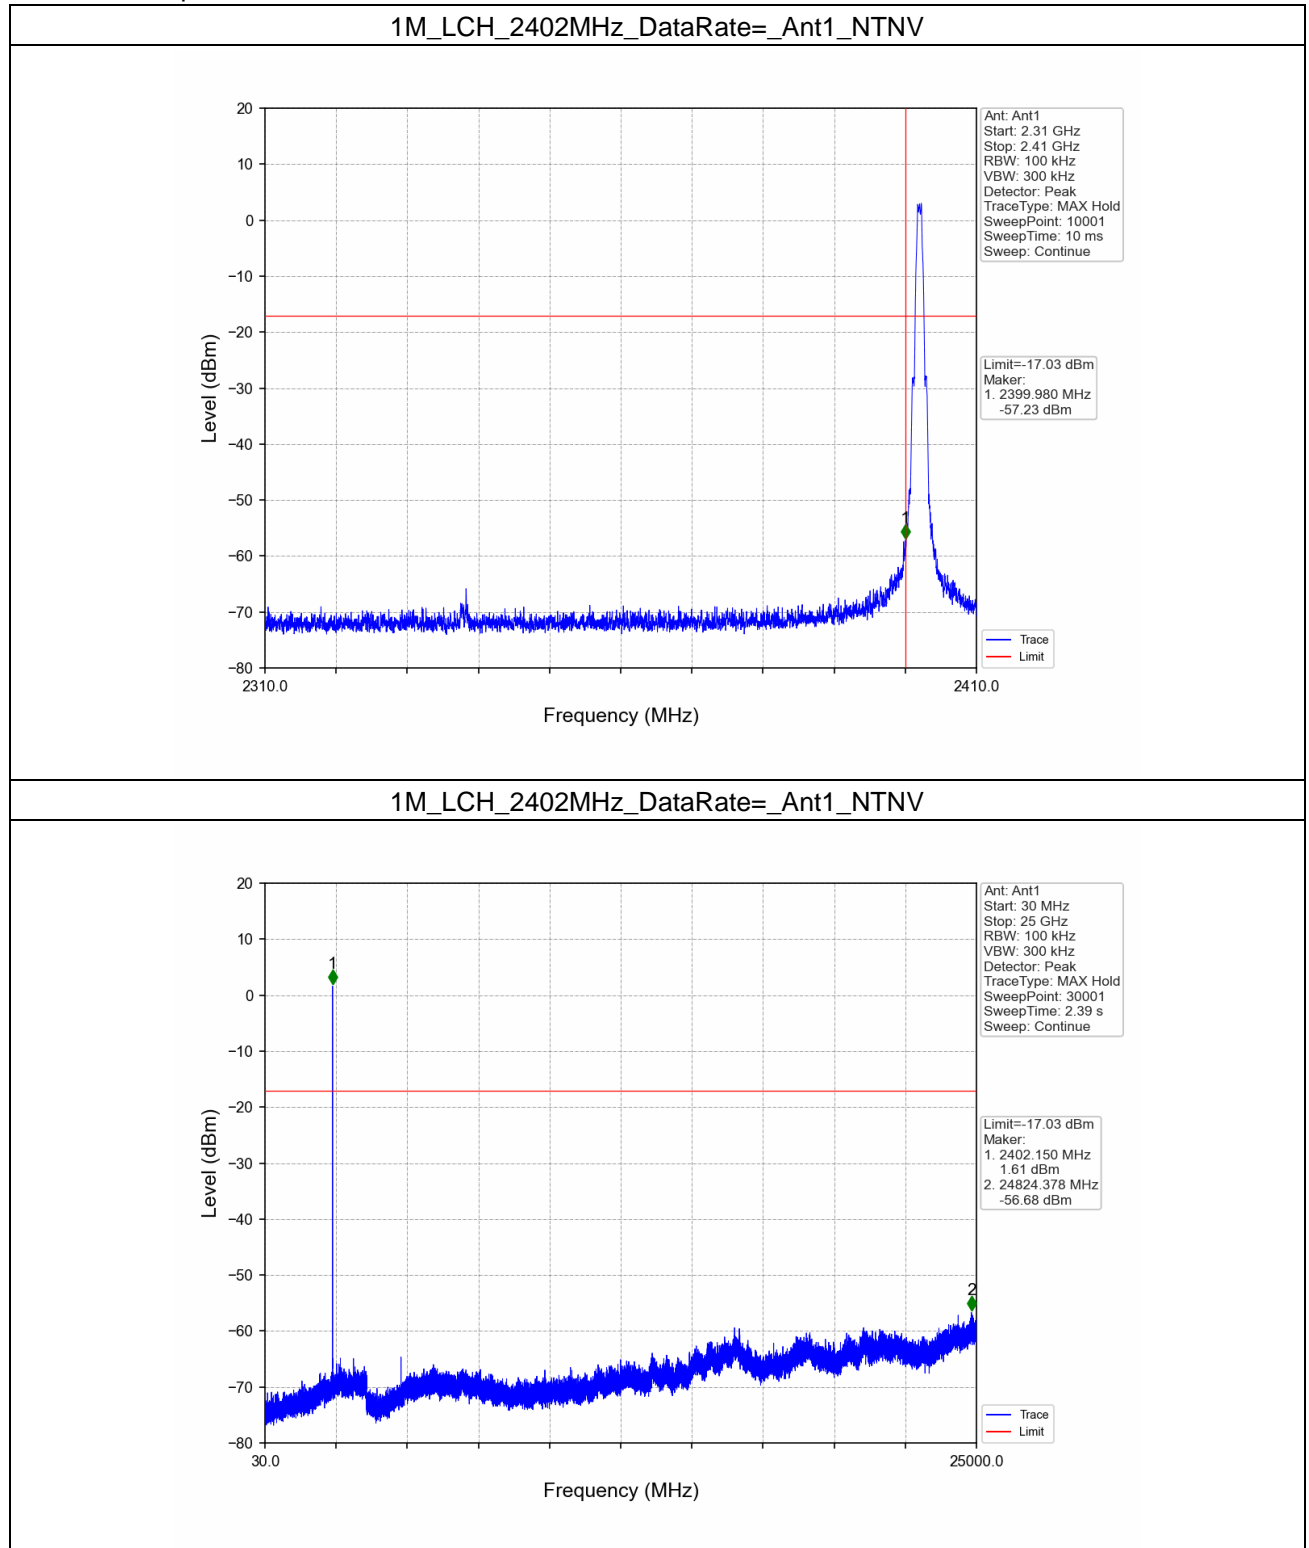 1M_LCH_2402MHz_DataRate=_Ant1_NTNV
20
10
0
−10
−20
−30
−40
−50
−60
−70
−80
Level (dBm)
1
2310.0
2410.0
Frequency (MHz)
Ant: Ant1
Start: 2.31 GHz
Stop: 2.41 GHz
RBW: 100 kHz
VBW: 300 kHz
Detector: Peak
TraceType: MAX Hold
SweepPoint: 10001
SweepTime: 10 ms
Sweep: Continue
Limit=-17.03 dBm
Maker:
1. 2399.980 MHz
-57.23 dBm
Trace
Limit
1M_LCH_2402MHz_DataRate=_Ant1_NTNV
20
10
0
−10
−20
−30
−40
−50
−60
−70
−80
Level (dBm)
1
2
30.0
25000.0
Frequency (MHz)
Ant: Ant1
Start: 30 MHz
Stop: 25 GHz
RBW: 100 kHz
VBW: 300 kHz
Detector: Peak
TraceType: MAX Hold
SweepPoint: 30001
SweepTime: 2.39 s
Sweep: Continue
Limit=-17.03 dBm
Maker:
1. 2402.150 MHz
1.61 dBm
2. 24824.378 MHz
-56.68 dBm
Trace
Limit